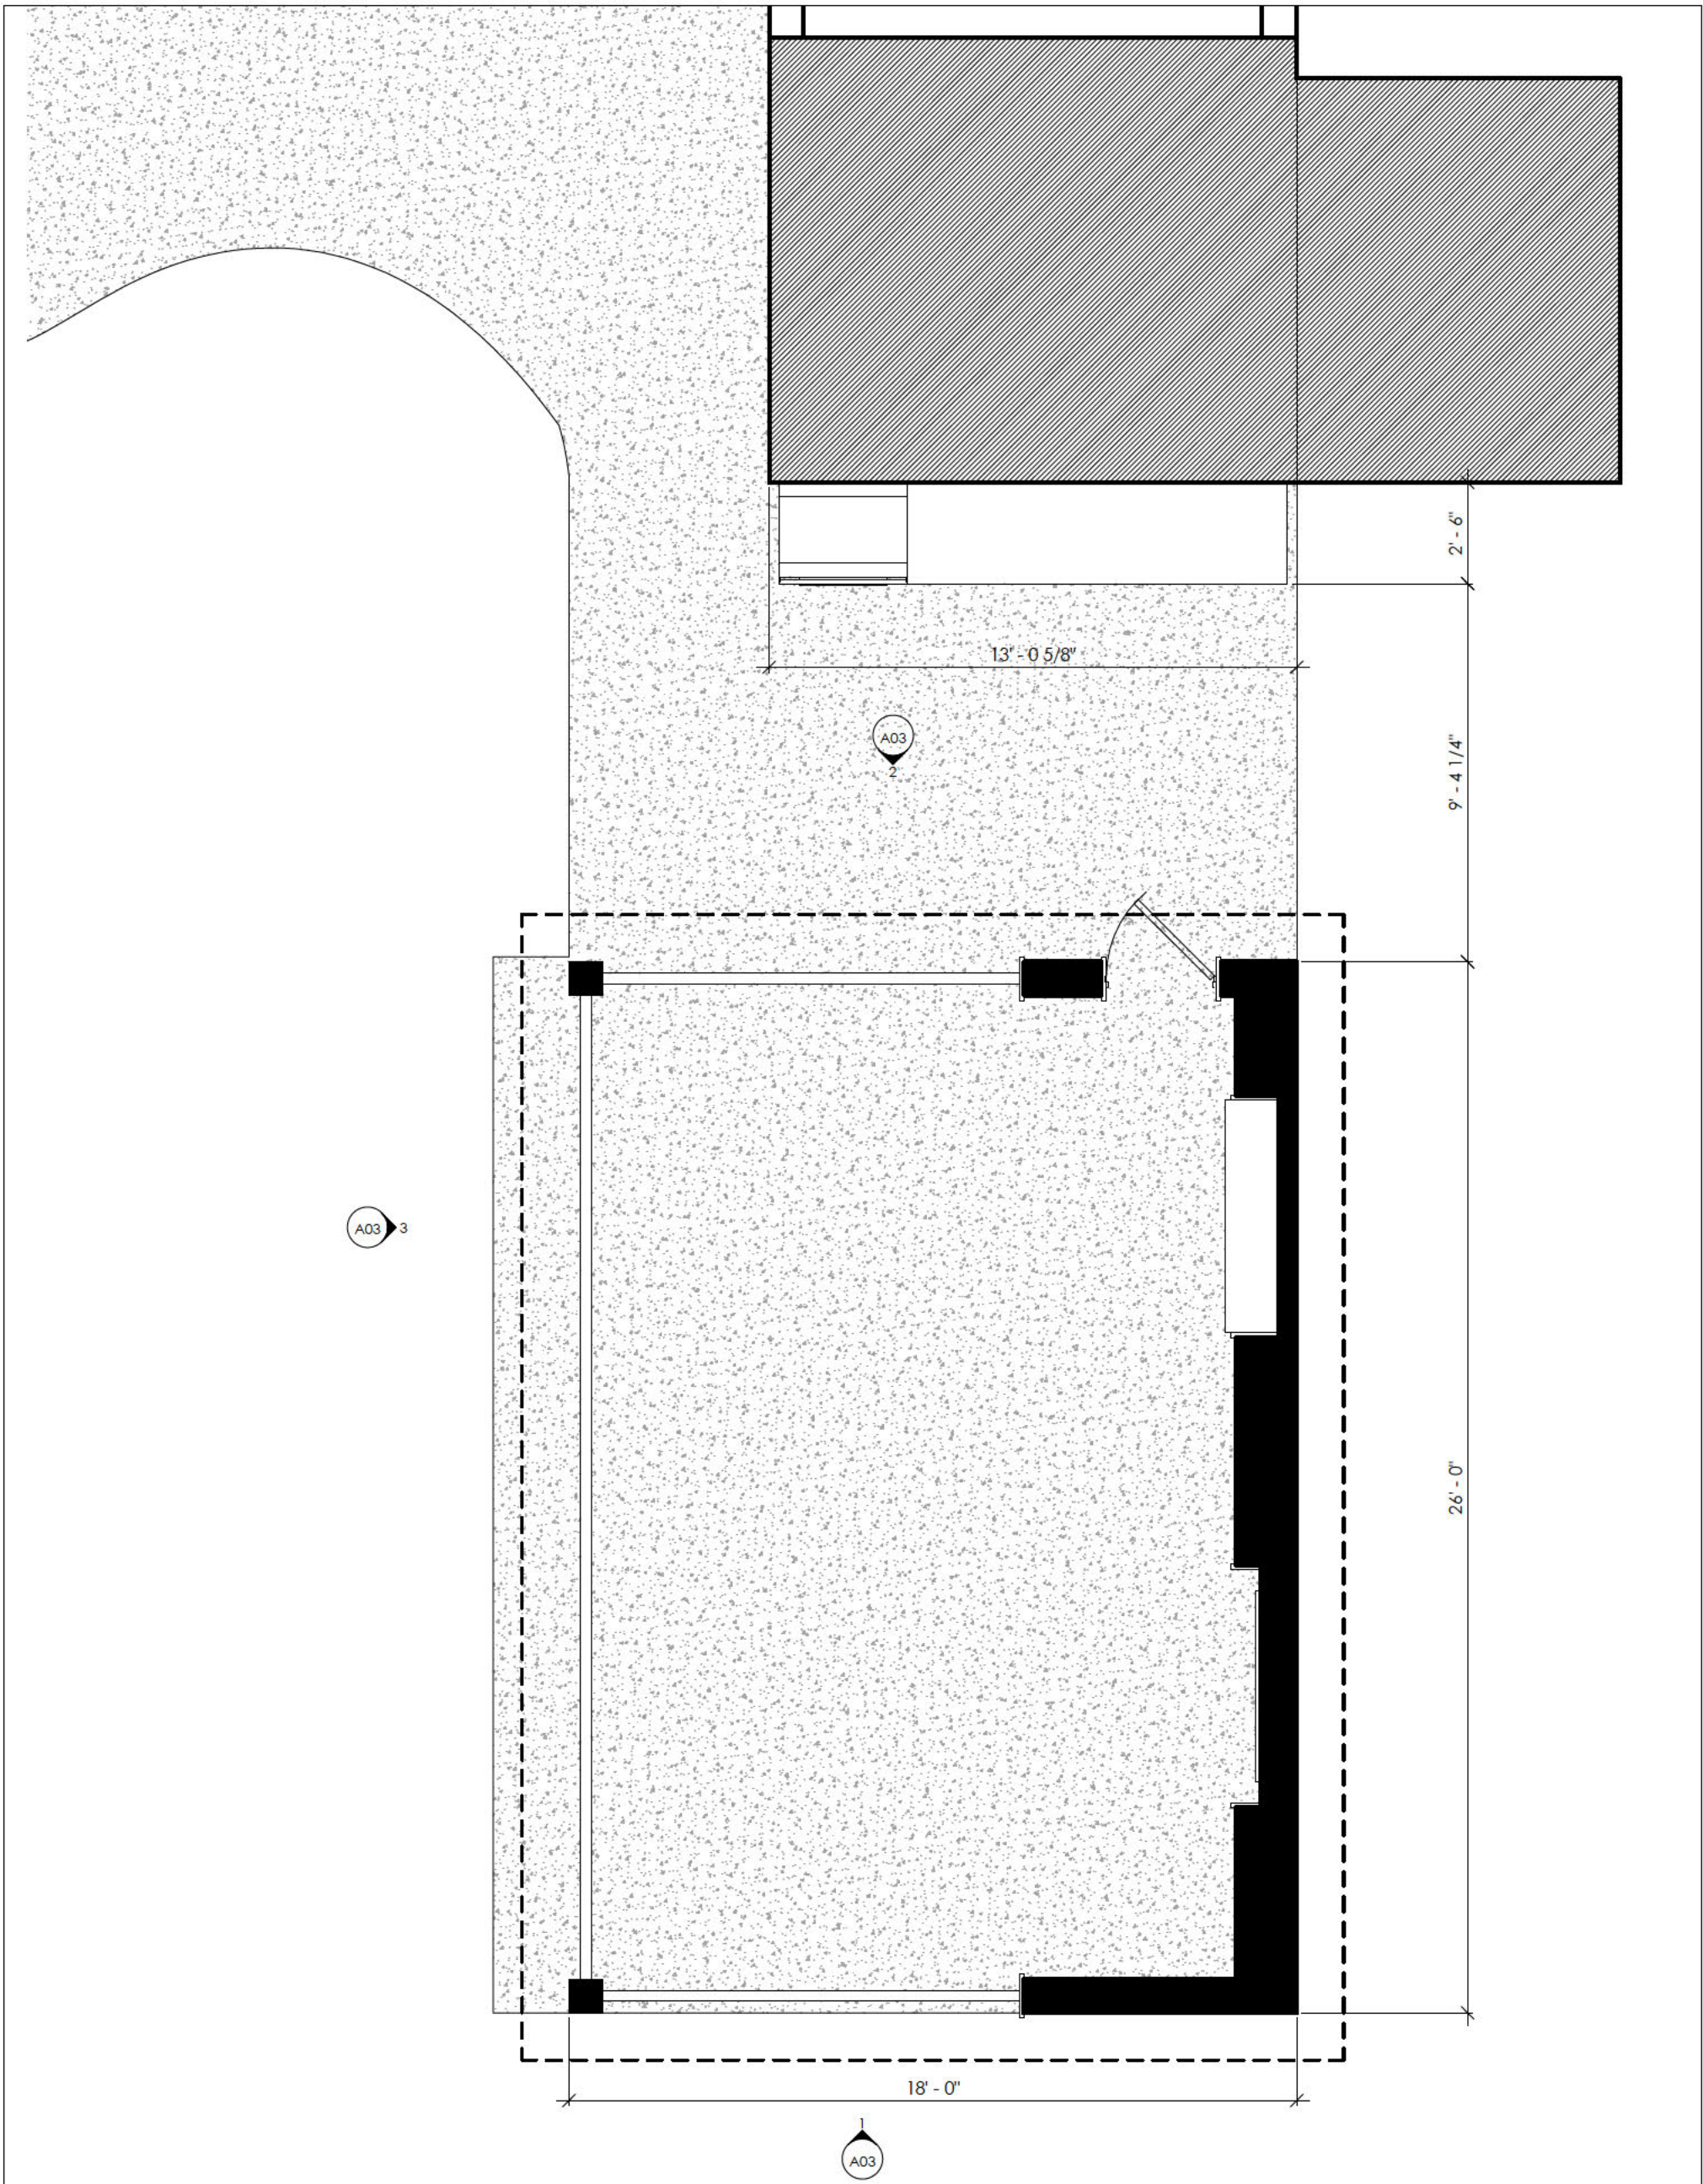 2' - 6"
13' - 0 5/8"
A03
2
9' - 4 1/4"
A03 3
26' - 0"
18' - 0"
1
A03